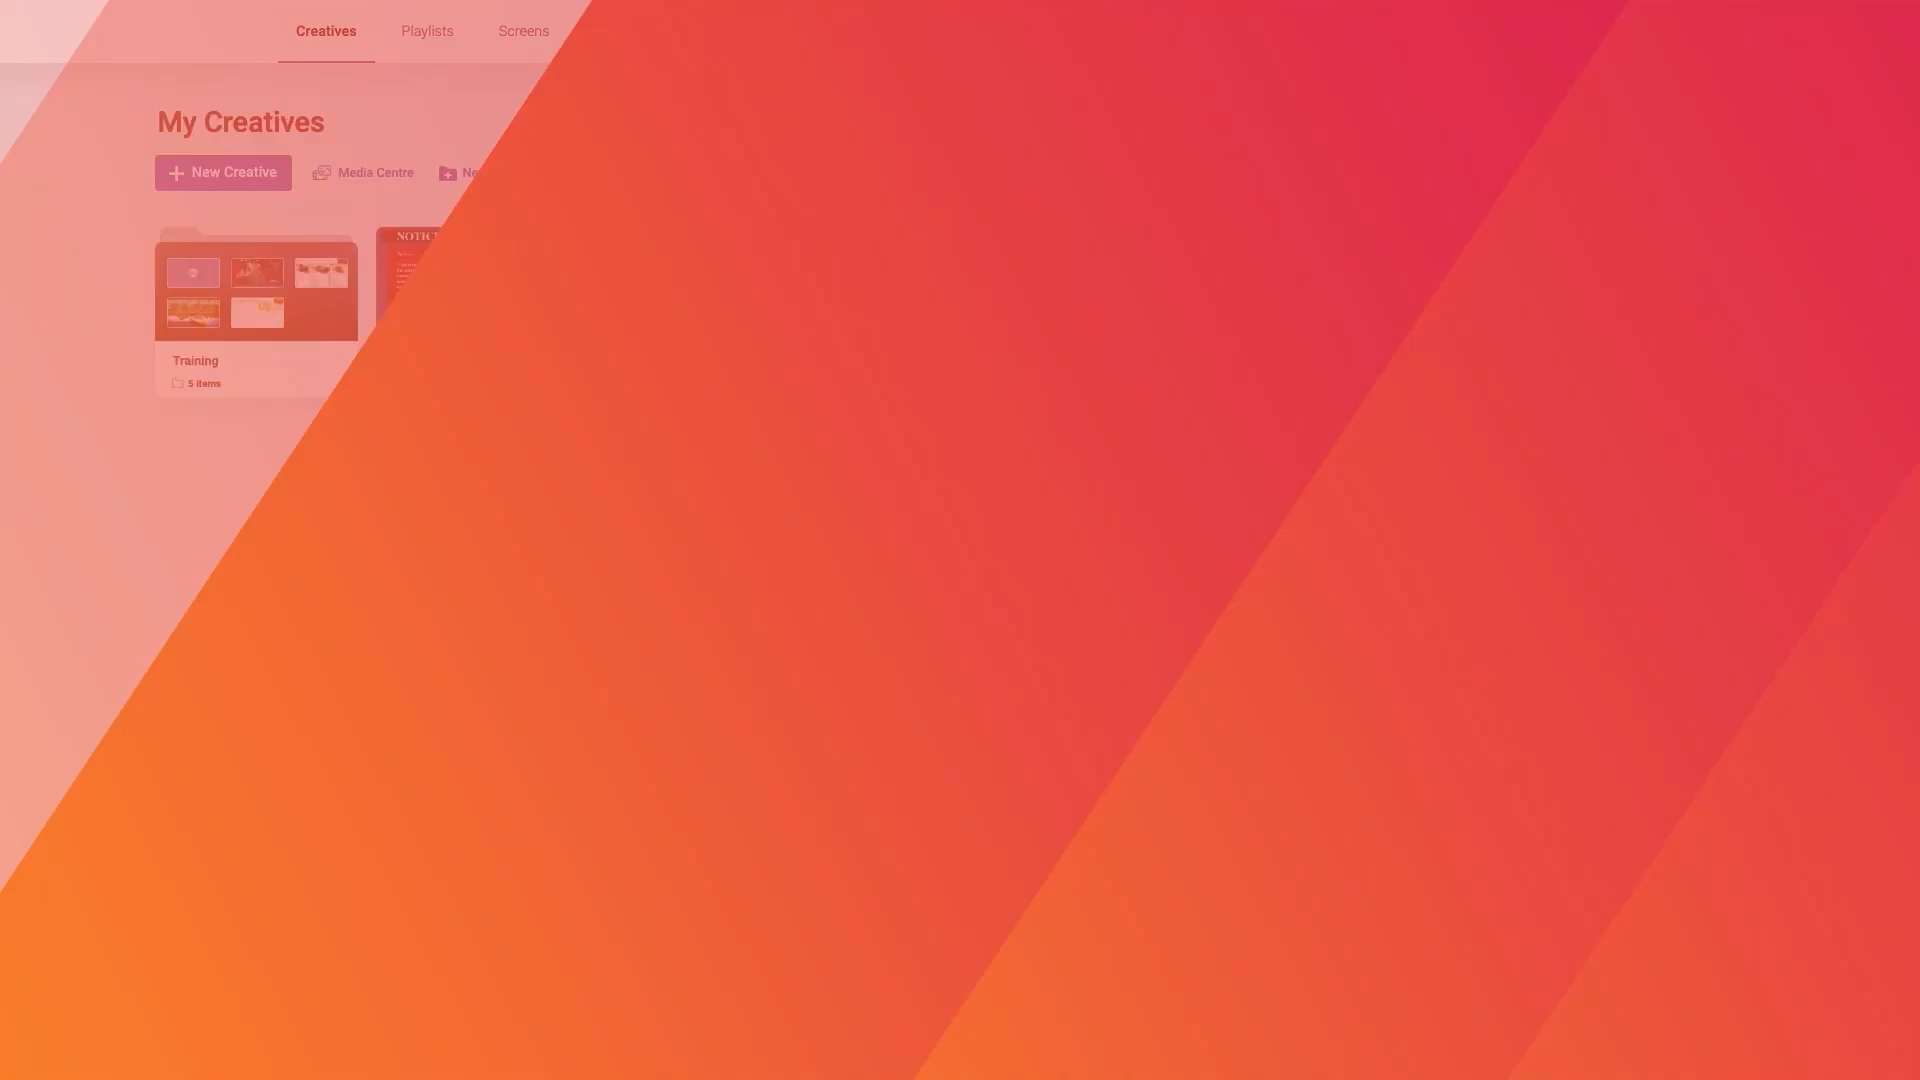 Creatives Playlists Screens
My Creatives
New Creative Media Centre
Training
5 items